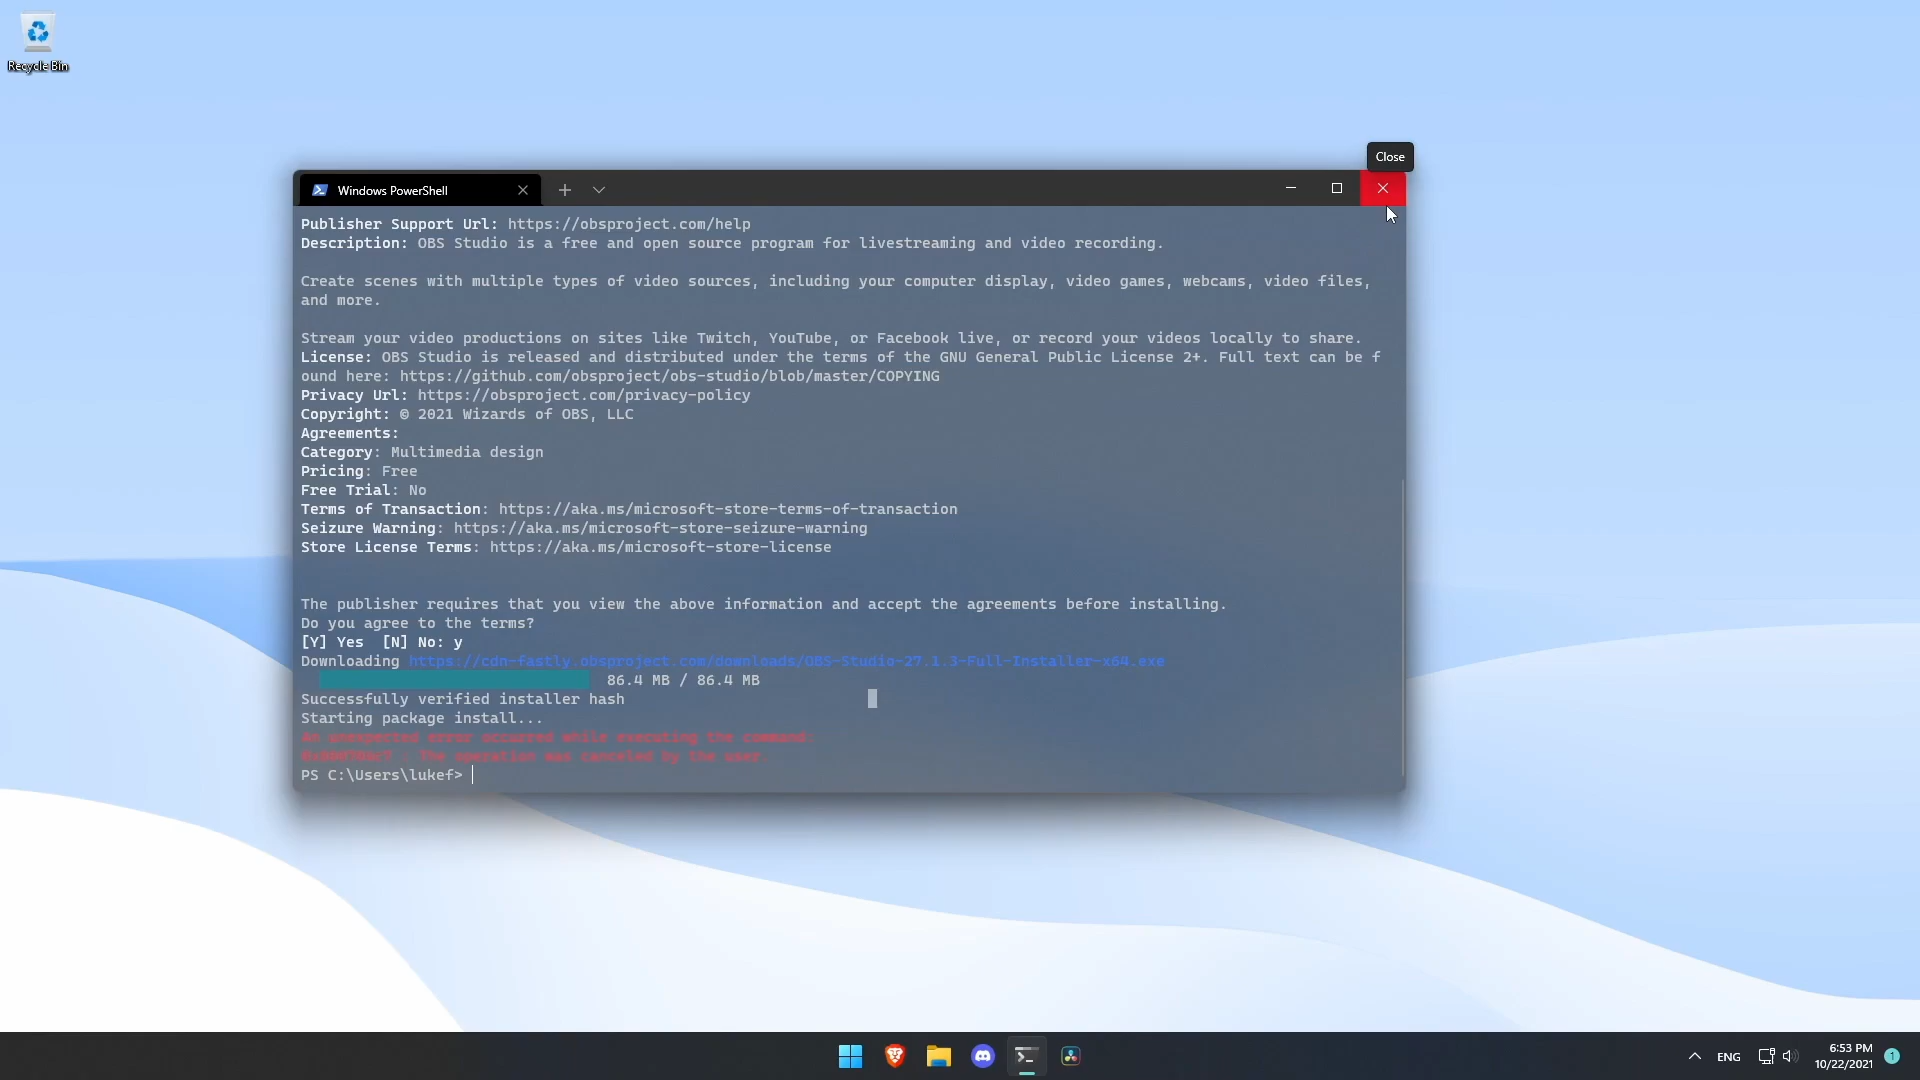 Recycle Bin
Close
Windows PowerShell
Publisher Support Url: https://obsproject.com/help
Description: OBS Studio is a free and open source program for livestreaming and video recording.
Create scenes with multiple types of video sources, including your computer display, video games, webcams, video files,
and more.
Stream your video productions on sites like Twitch, YouTube, or Facebook live, or record your videos locally to share.
License: OBS Studio is released and distributed under the terms of the GNU General Public License 2+. Full text can be f
ound here: https://github.com/obsproject/obs-studio/blob/master/COPYING
Privacy Url: https://obsproject.com/privacy-policy
Copyright: © 2021 Wizards of OBS, LLC
Agreements:
Category: Multimedia design
Pricing: Free
Free Trial: No
Terms of Transaction: https://aka.ms/microsoft-store-terms-of-transaction
Seizure Warning: https://aka.ms/microsoft-store-seizure-warning
Store License Terms: https://aka.ms/microsoft-store-license
The publisher requires that you view the above information and accept the agreements before installing.
Do you agree to the terms?
[Y] Yes  [N] No: y
Downloading https://cdn-fastly.obsproject.com/downloads/OBS-Studio-27.1.3-Full-Installer-x64.exe
86.4 MB / 86.4 MB
Successfully verified installer hash
Starting package install...
An unexpected error occurred while executing the command:
: The operation was canceled by the user.
PS C:\Users\lukef>
ENG
6:53 PM
10/22/2021
1